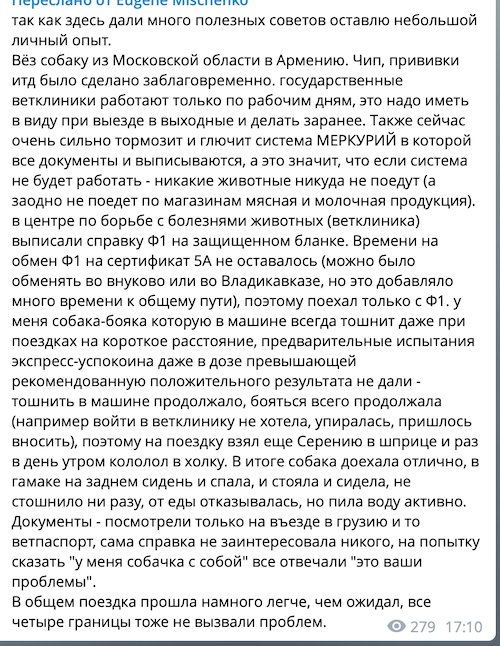 Переслано от Eugene Mischenko
так как здесь дали много полезных советов оставлю небольшой
личный опыт.
Вёз собаку из Московской области в Армению. Чип, прививки
итд было сделано заблаговременно. государственные
ветклиники работают только по рабочим дням, это надо иметь
в виду при выезде в выходные и делать заранее. Также сейчас
очень сильно тормозит и глючит система МЕРКУРИЙ в которой
все документы и выписываются, а это значит, что если система
не будет работать - никакие животные никуда не поедут (а
заодно не поедет по магазинам мясная и молочная продукция).
в центре по борьбе с болезнями животных (ветклиника)
выписали справку Ф1 на защищенном бланке. Времени на
обмен Ф1 на сертификат 5А не оставалось (можно было
обменять во внуково или во Владикавказе, но это добавляло
много времени к общему пути), поэтому поехал только с Ф1. у
меня собака-бояка которую в машине всегда тошнит даже при
поездках на короткое расстояние, предварительные испытания
экспресс-успокоина даже в дозе превышающей
рекомендованную положительного результата не дали -
тошнить в машине продолжало, бояться всего продолжала
(например войти в ветклинику не хотела, упиралась, пришлось
вносить), поэтому на поездку взял еще Серению в шприце и раз
в день утром кололол в холку. В итоге собака доехала отлично, в
гамаке на заднем сидень и спала, и стояла и сидела, не
стошнило ни разу, от еды отказывалась, но пила воду активно.
Документы - посмотрели только на въезде в грузию и то
ветпаспорт, сама справка не заинтересовала никого, на попытку
сказать "у меня собачка с собой" все отвечали "это ваши
проблемы".
В общем поездка прошла намного легче, чем ожидал, все
четыре границы тоже не вызвали проблем.
279 17:10